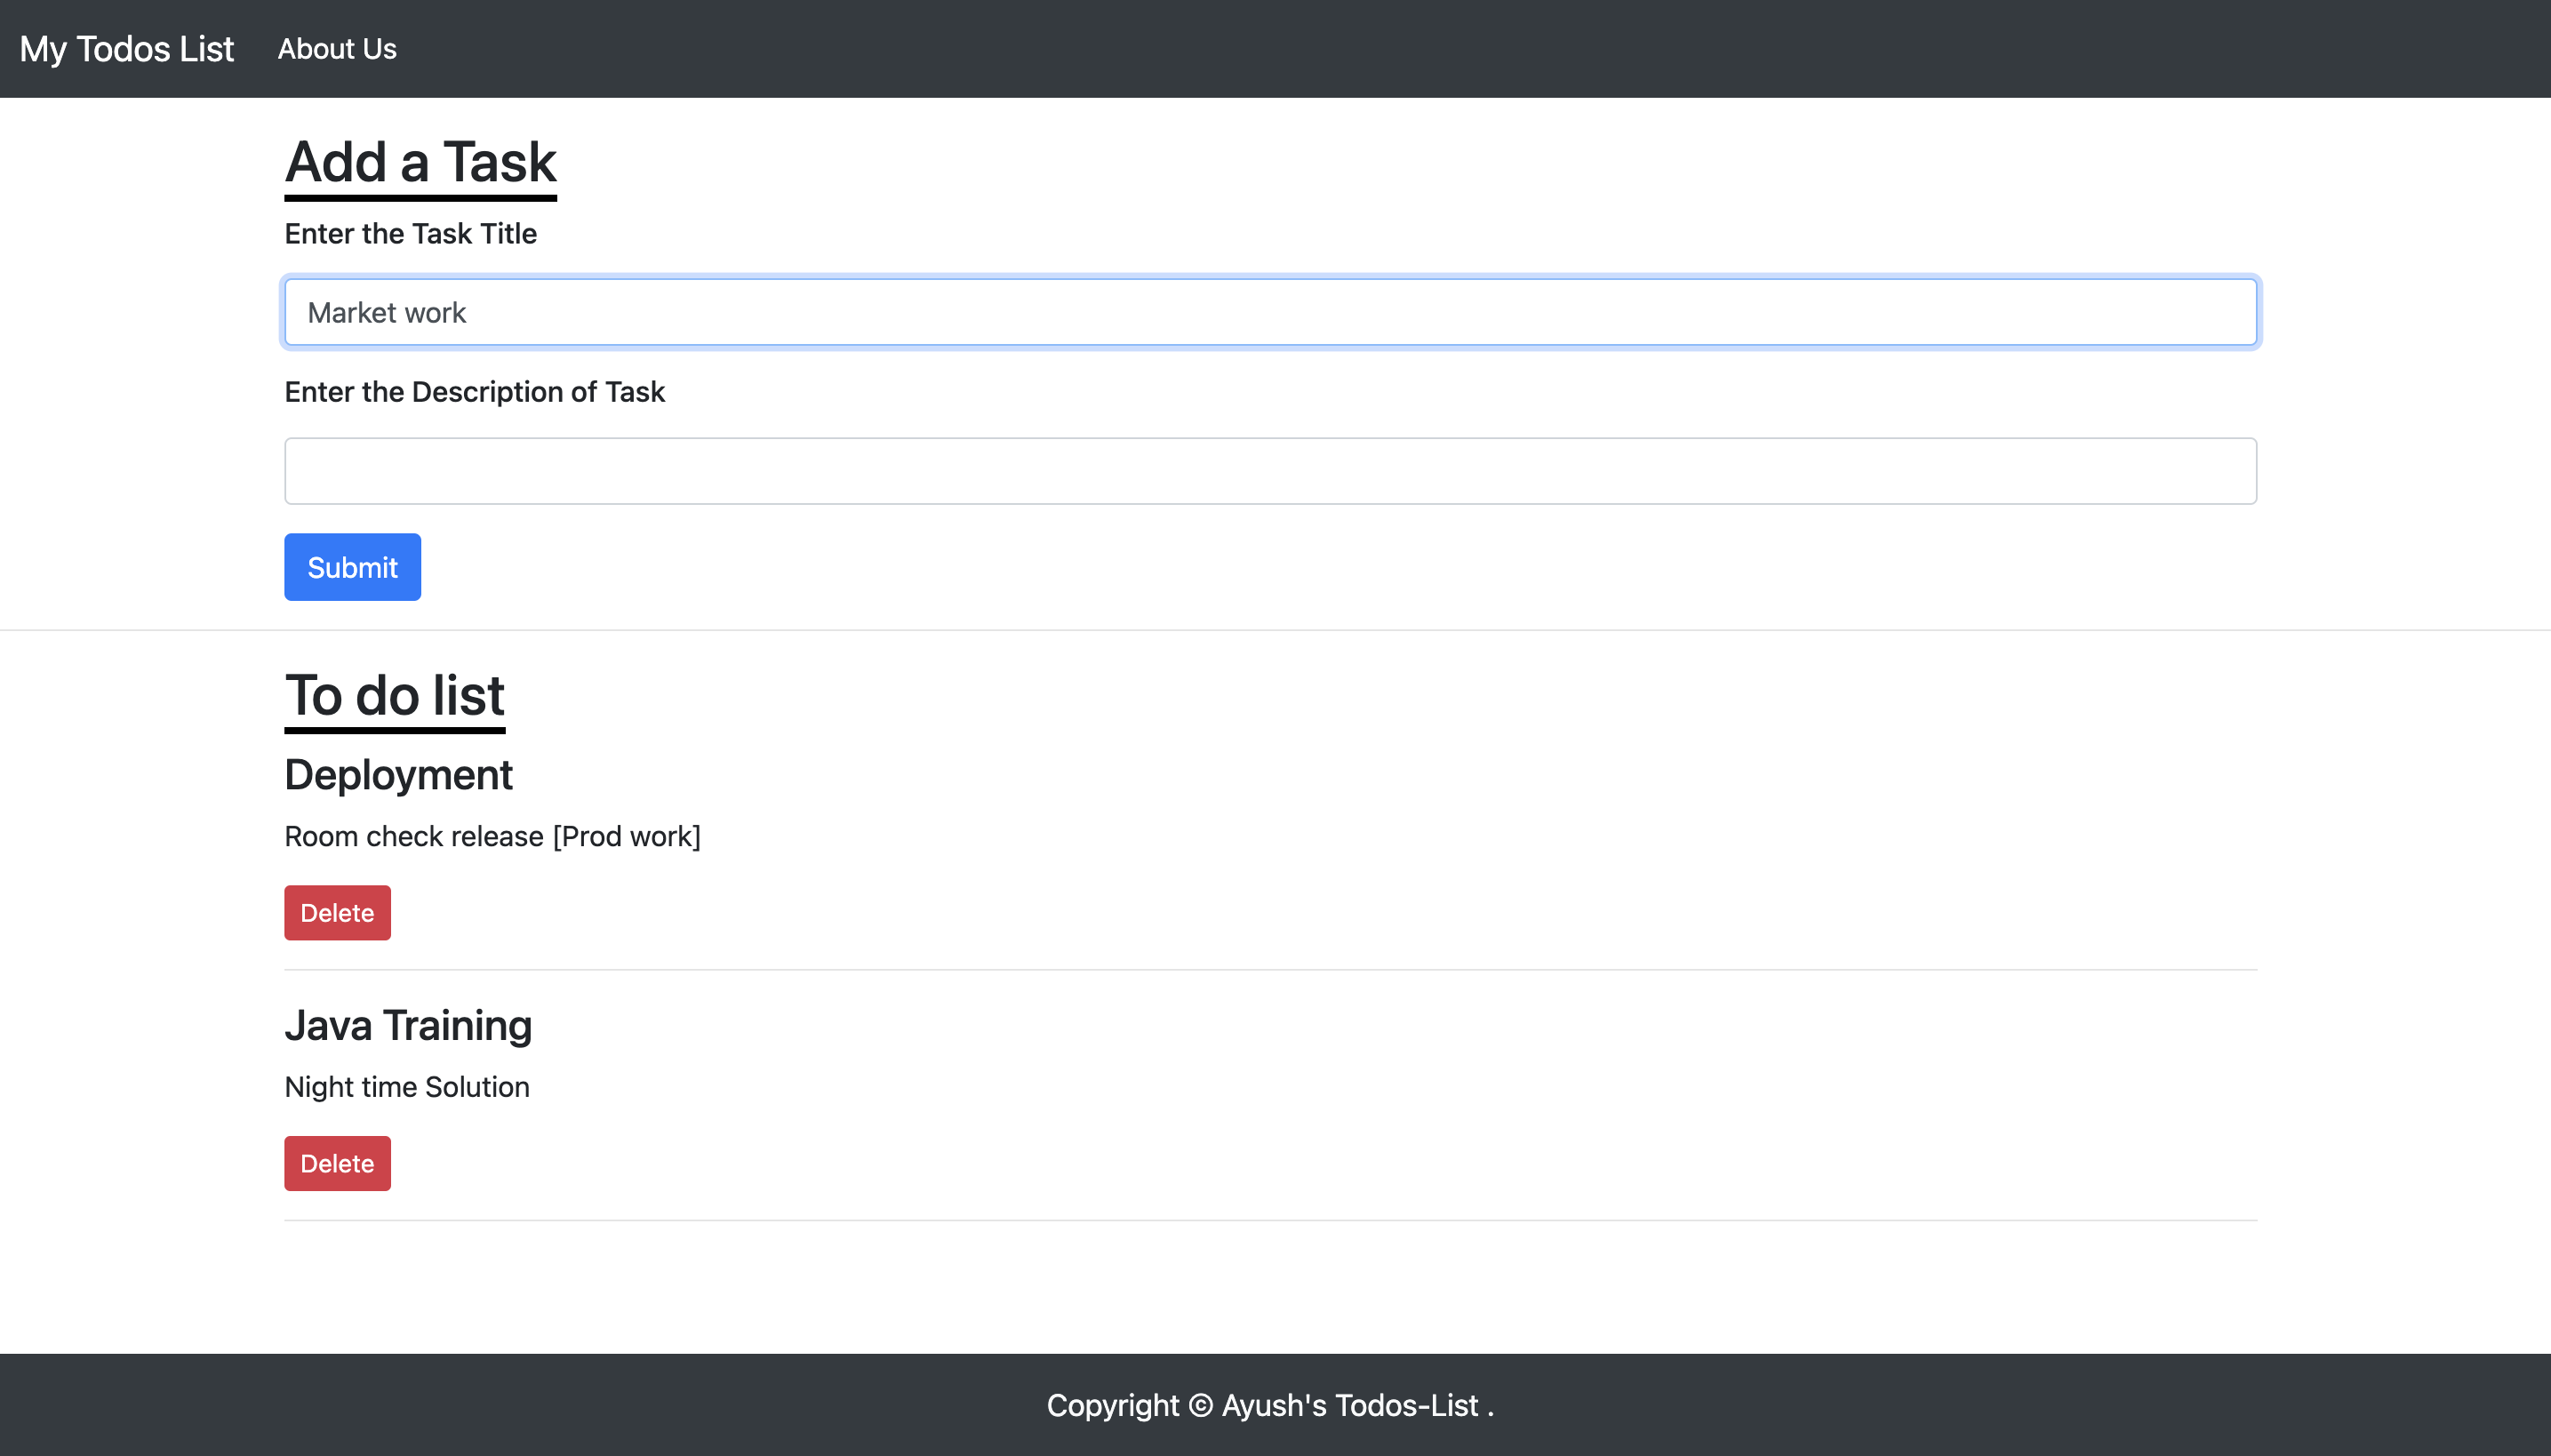 My Todos List About Us
Add a Task
Enter the Task Title
Market work
Enter the Description of Task
Submit
To do list
Deployment
Room check release [Prod work]
Delete
Java Training
Night time Solution
Delete
Copyright © Ayush's Todos-List .